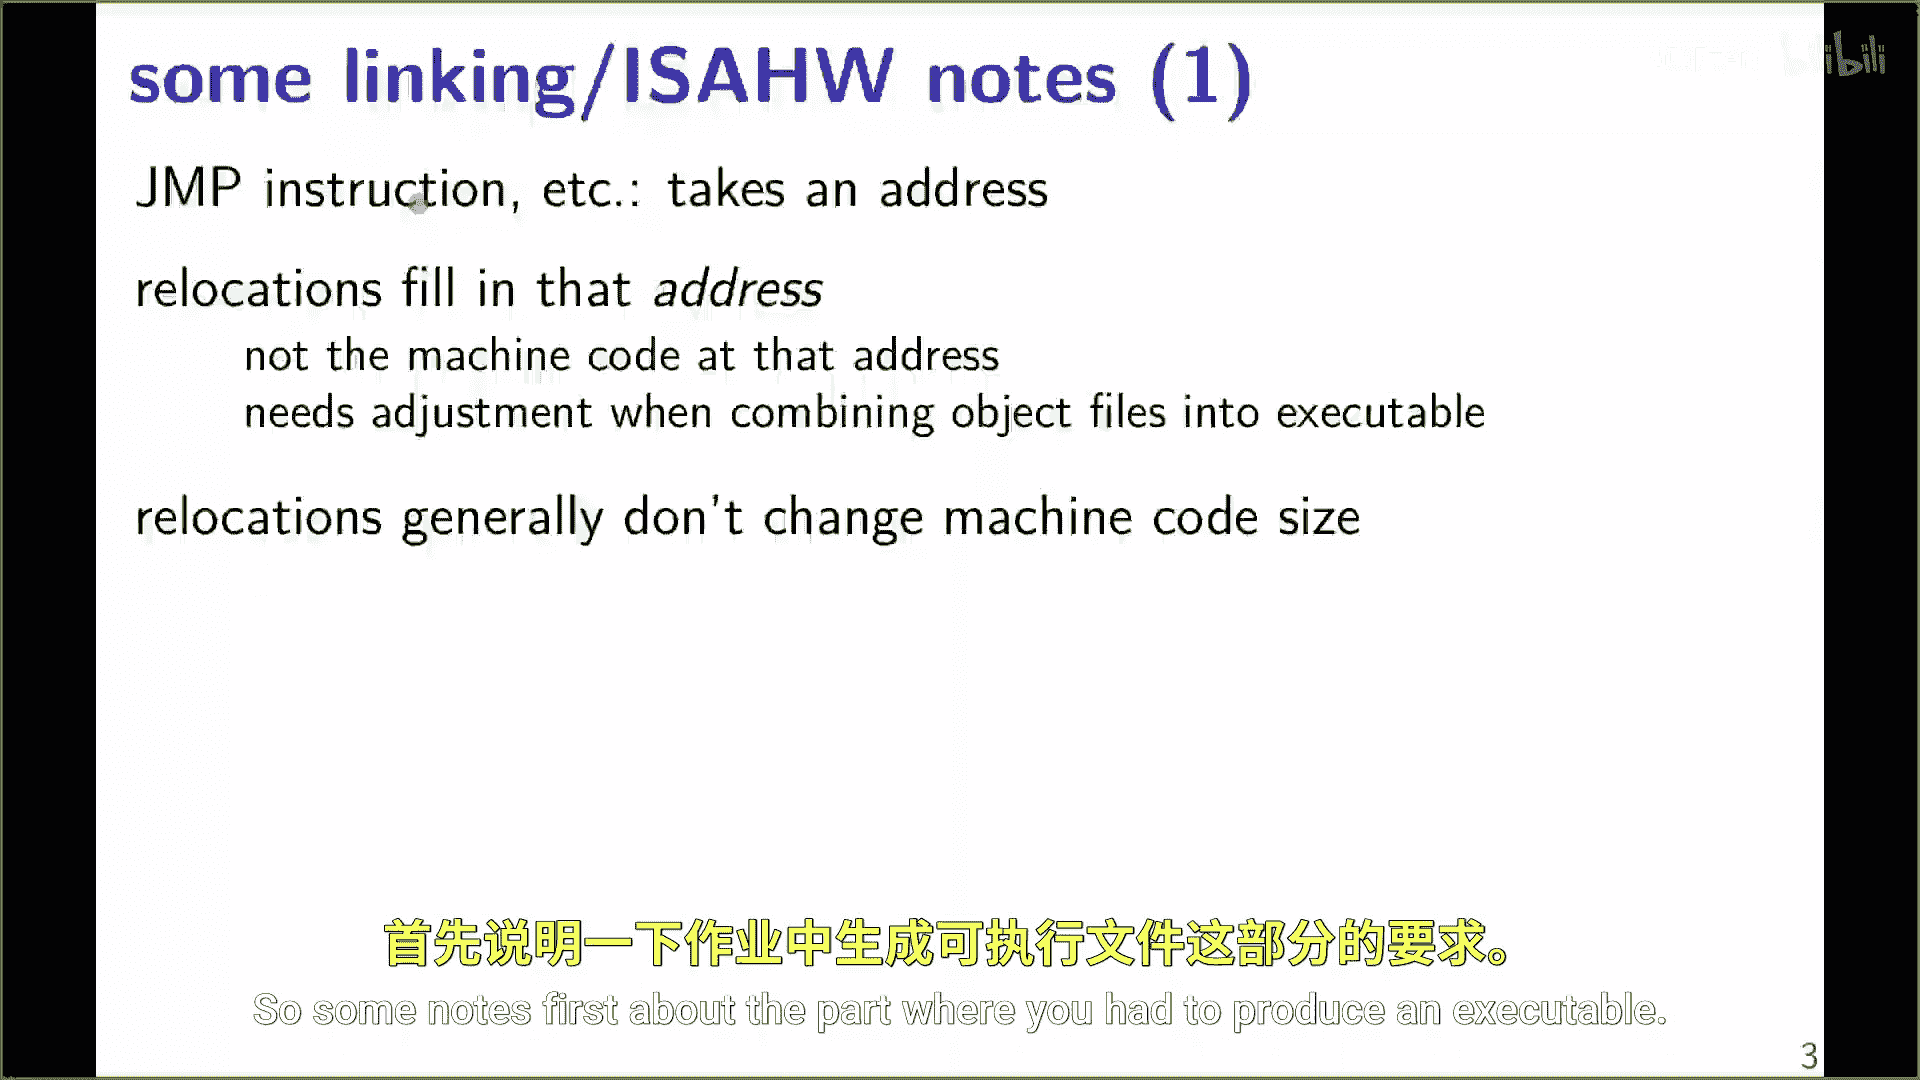 some linking/ISAHW notes (1)
JMP instruction, etc.: takes an address
relocations fill in that address
not the machine code at that address
needs adjustment when combining object files into executable
relocations generally don't change machine code size
首先说明一下作业中生成可执行文件这部分的要求。
So some notes first about the part where you had to produce an executable.
3